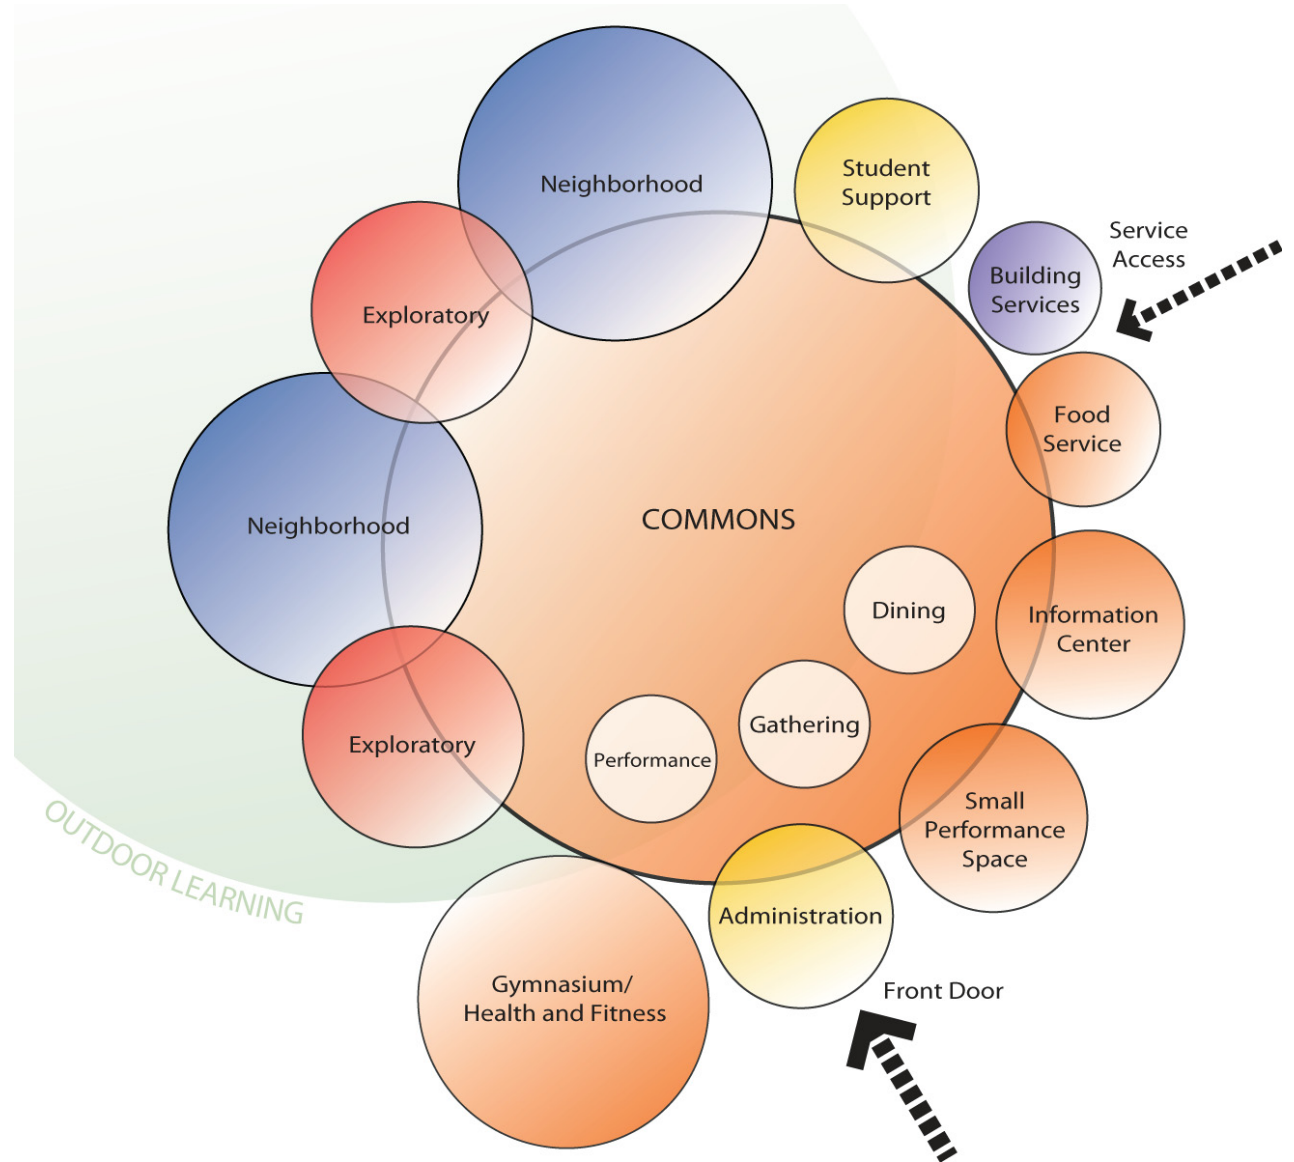 Neighborhood
Student
Support
Service
Access
Building
Services
Exploratory
Food
Service
Neighborhood
COMMONS
Dining
Information
Center
Gathering
Exploratory
Performance
Small
Performance
Space
OUTDOOR LEARNING
Administration
Gymnasium/
Health and Fitness
Front Door